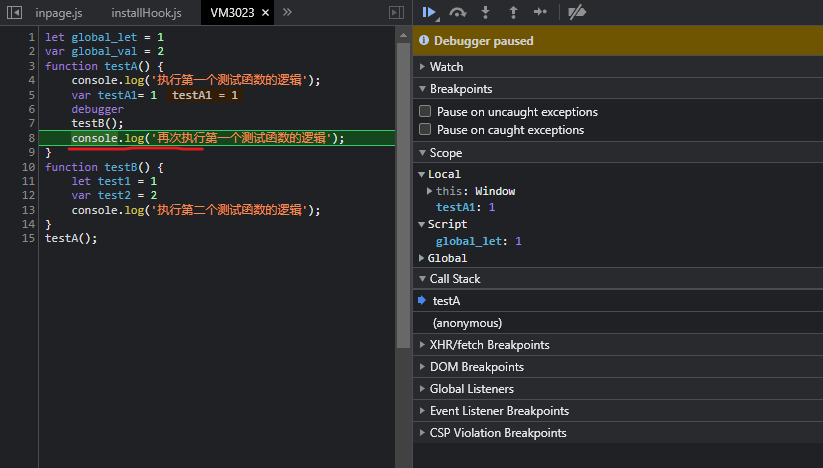 inpage.js installHook.js VM3023 × »
1 let global_let = 1
2 var global_val = 2
3 function testA() {
4 console.log('执行第一个测试函数的逻辑');
5 var testA1= 1 testA1 = 1
6 debugger
7 testB();
8 console.log('再次执行第一个测试函数的逻辑');
9 }
10 function testB() {
11 let test1 = 1
12 var test2 = 2
13 console.log('执行第二个测试函数的逻辑');
14 }
15 testA();
Debugger paused
Watch
Breakpoints
Pause on uncaught exceptions
Pause on caught exceptions
Scope
Local
this: Window
testA1: 1
Script
global_let: 1
Global
Call Stack
testA
(anonymous)
XHR/fetch Breakpoints
DOM Breakpoints
Global Listeners
Event Listener Breakpoints
CSP Violation Breakpoints